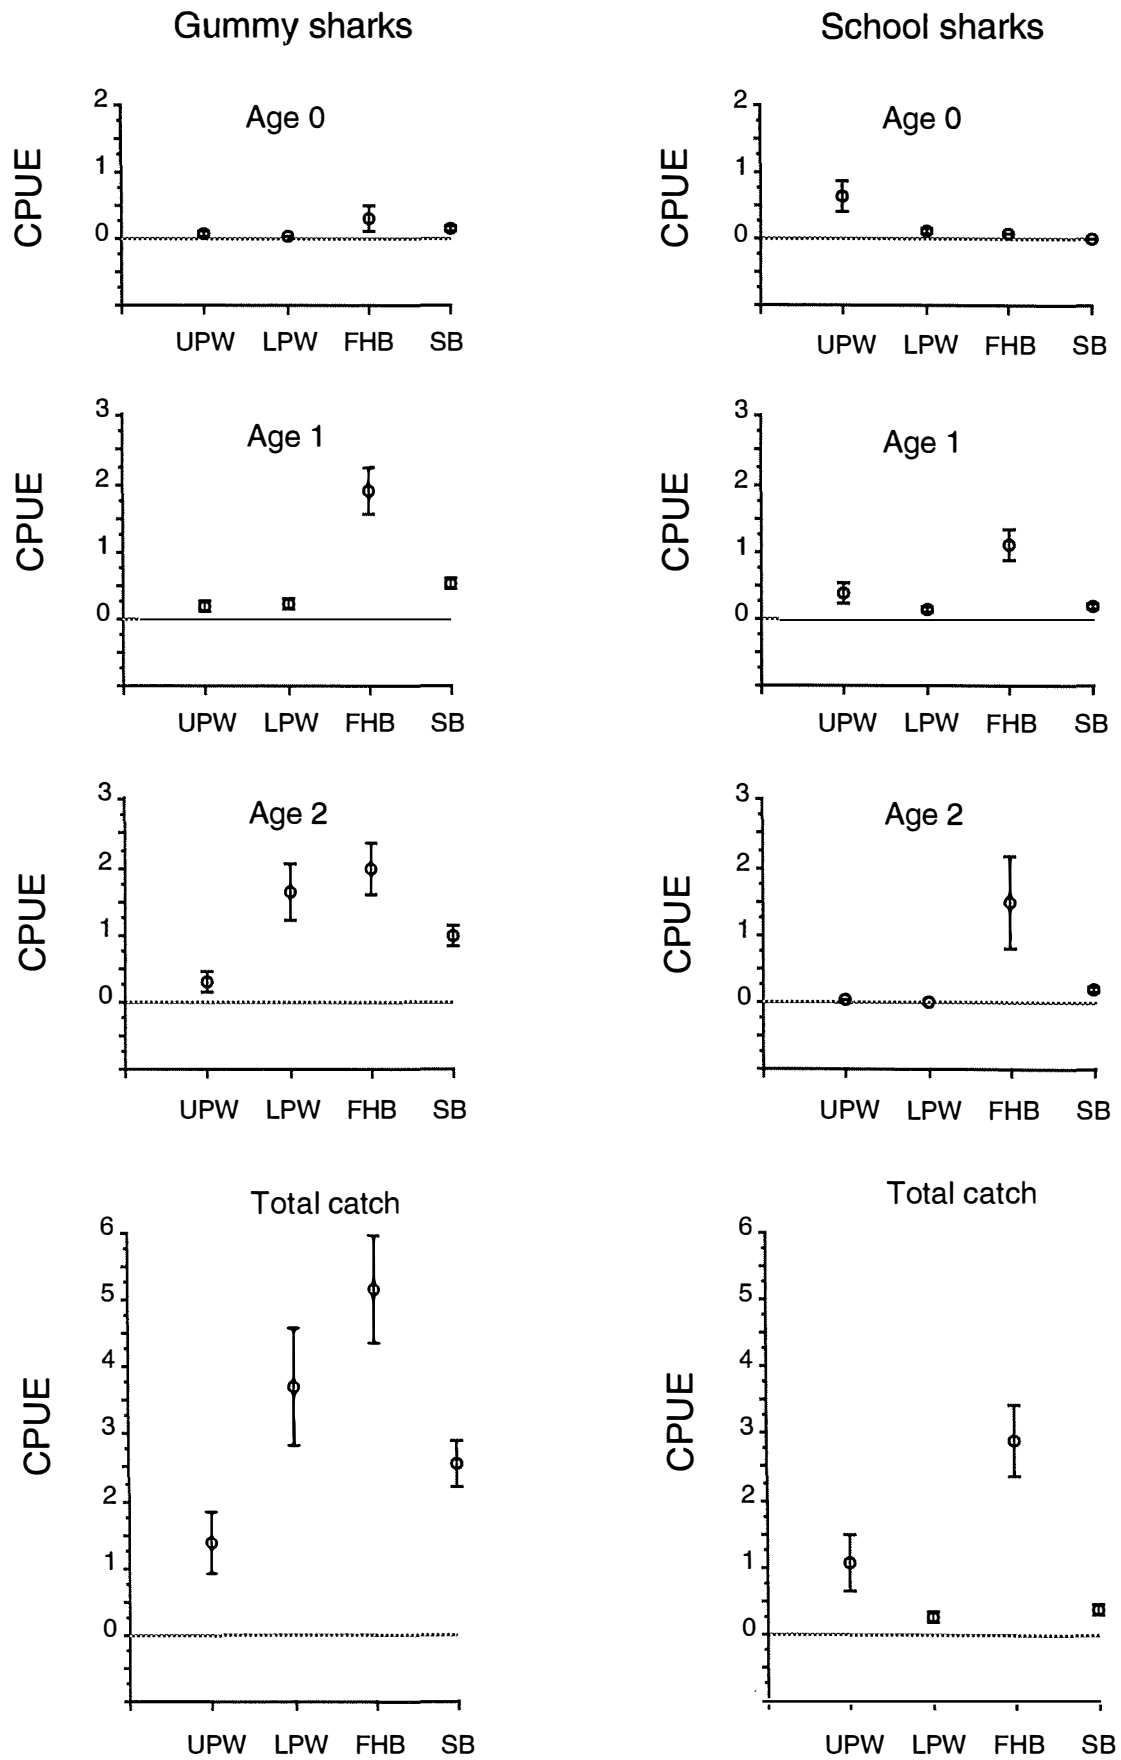 Gummy sharks
School sharks
Age 0
CPUE
2
1
0
UPW LPW FHB SB
Age 0
CPUE
2
1
0
UPW LPW FHB SB
Age 1
CPUE
3
2
1
0
UPW LPW FHB SB
Age 1
CPUE
3
2
1
0
UPW LPW FHB SB
Age 2
CPUE
3
2
1
0
UPW LPW FHB SB
Age 2
CPUE
3
2
1
0
UPW LPW FHB SB
Total catch
CPUE
6
5
4
3
2
1
0
UPW LPW FHB SB
Total catch
CPUE
6
5
4
3
2
1
0
UPW LPW FHB SB